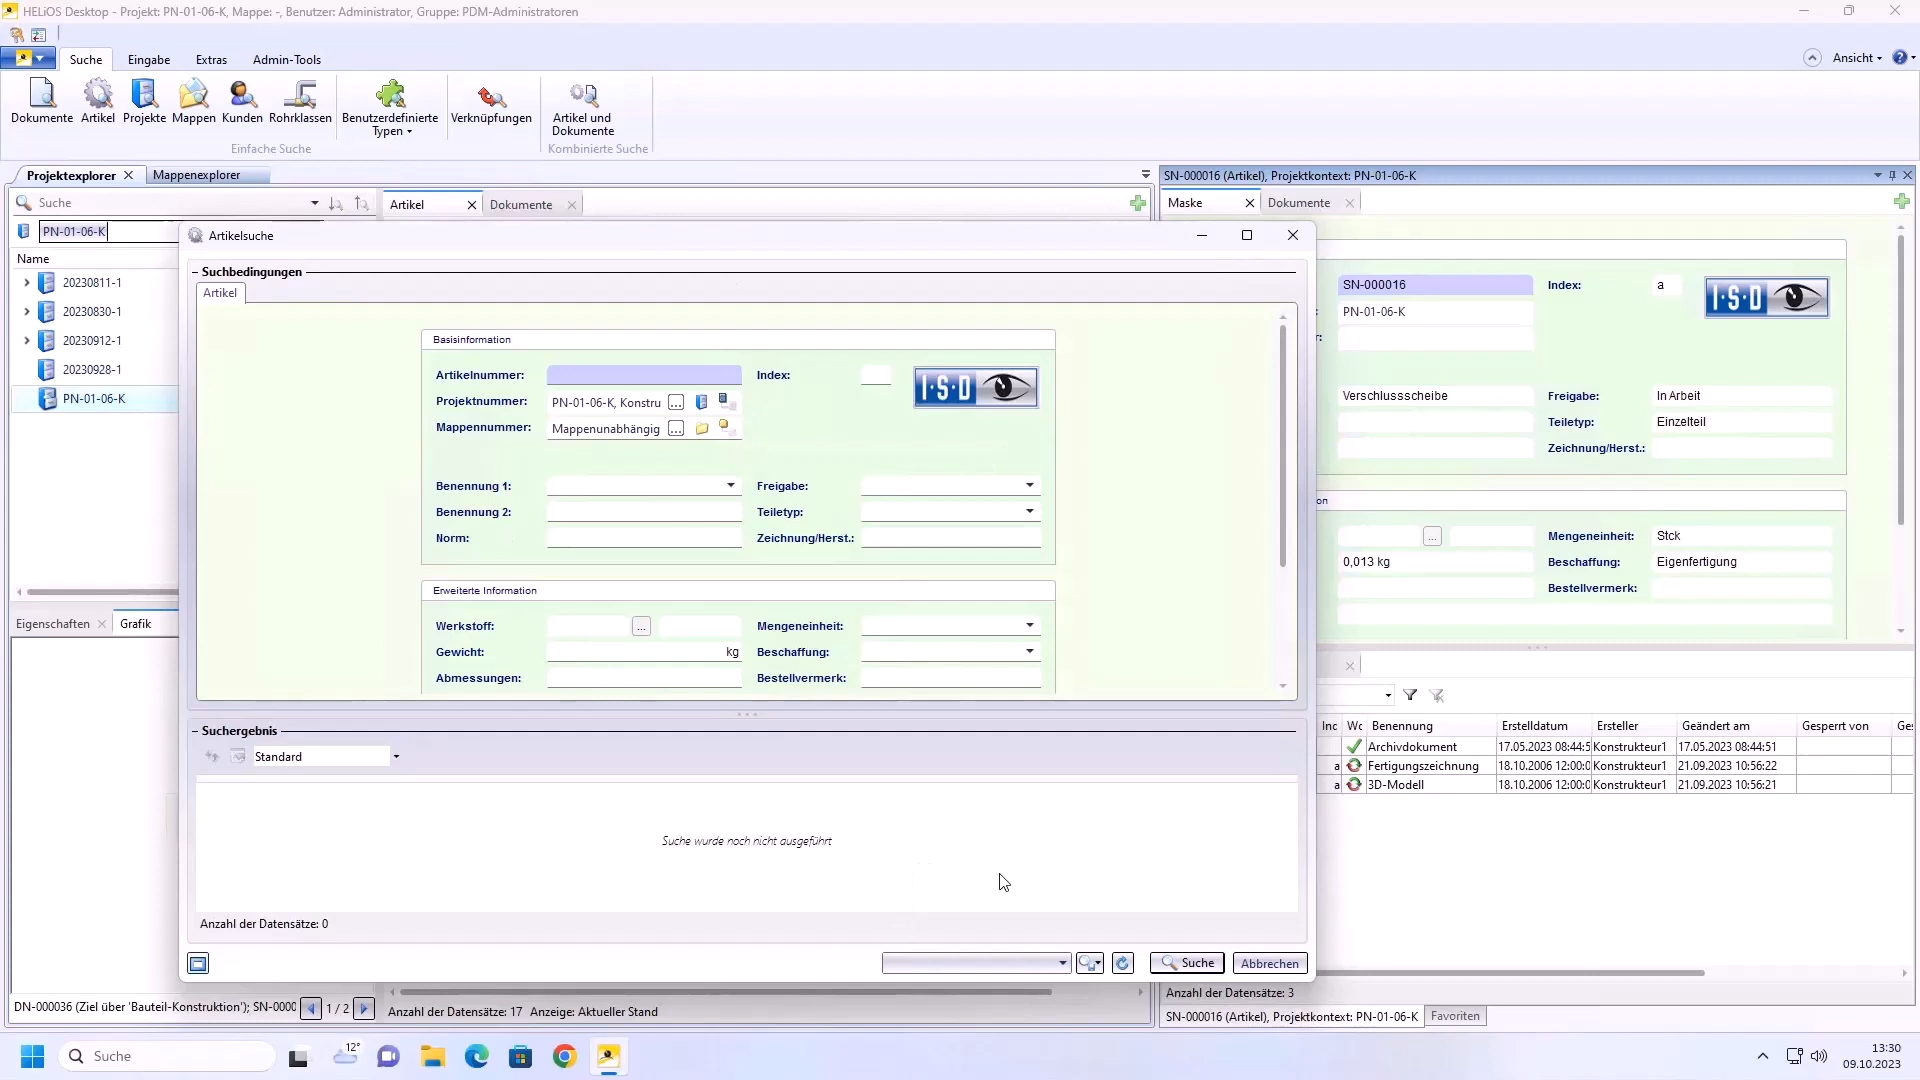 HELiOS Desktop - Projekt: PN-01-06-K, Mappe: -, Benutzer: Administrator, Gruppe: PDM-Administratoren
Suche Eingabe Extras Admin-Tools Ansicht
Dokumente Artikel Projekte Mappen Kunden Rohrklassen Benutzerdefinierte Typen Verknüpfungen Artikel und Dokumente
Einfache Suche Kombinierte Suche
Projektexplorer Mappenexplorer
Suche
Artikel Dokumente
PN-01-06-K
Name
20230811-1
20230830-1
20230912-1
20230928-1
PN-01-06-K
Eigenschaften Grafik
DN-000036 (Ziel über 'Bauteil-Konstruktion'); SN-0000 1 / 2
Artikelsuche
Suchbedingungen
Artikel
Basisinformation
Artikelnummer: Index:
I·S·D
Projektnummer: PN-01-06-K, Konstru ...
Mappennummer: Mappenunabhängig ...
Benennung 1: Freigabe:
Benennung 2: Teiletyp:
Norm: Zeichnung/Herst.:
Erweiterte Information
Werkstoff: ... Mengeneinheit:
Gewicht: kg Beschaffung:
Abmessungen: Bestellvermerk:
Suchergebnis
Standard
Suche wurde noch nicht ausgeführt
Anzahl der Datensätze: 0
Suche Abbrechen
Anzahl der Datensätze: 17 Anzeige: Aktueller Stand
SN-000016 (Artikel), Projektkontext: PN-01-06-K
Maske Dokumente
SN-000016 Index: a
I·S·D
PN-01-06-K
Verschlussscheibe Freigabe: In Arbeit
Teiletyp: Einzelteil
Zeichnung/Herst.:
on
... Mengeneinheit: Stck
0,013 kg Beschaffung: Eigenfertigung
Bestellvermerk:
Inc Wc Benennung Erstelldatum Ersteller Geändert am Gesperrt von Ge
Archivdokument 17.05.2023 08:44:5 Konstrukteur1 17.05.2023 08:44:51
a Fertigungszeichnung 18.10.2006 12:00:0 Konstrukteur1 21.09.2023 10:56:22
a 3D-Modell 18.10.2006 12:00:0 Konstrukteur1 21.09.2023 10:56:21
Anzahl der Datensätze: 3
SN-000016 (Artikel), Projektkontext: PN-01-06-K Favoriten
Suche
12°
13:30
09.10.2023